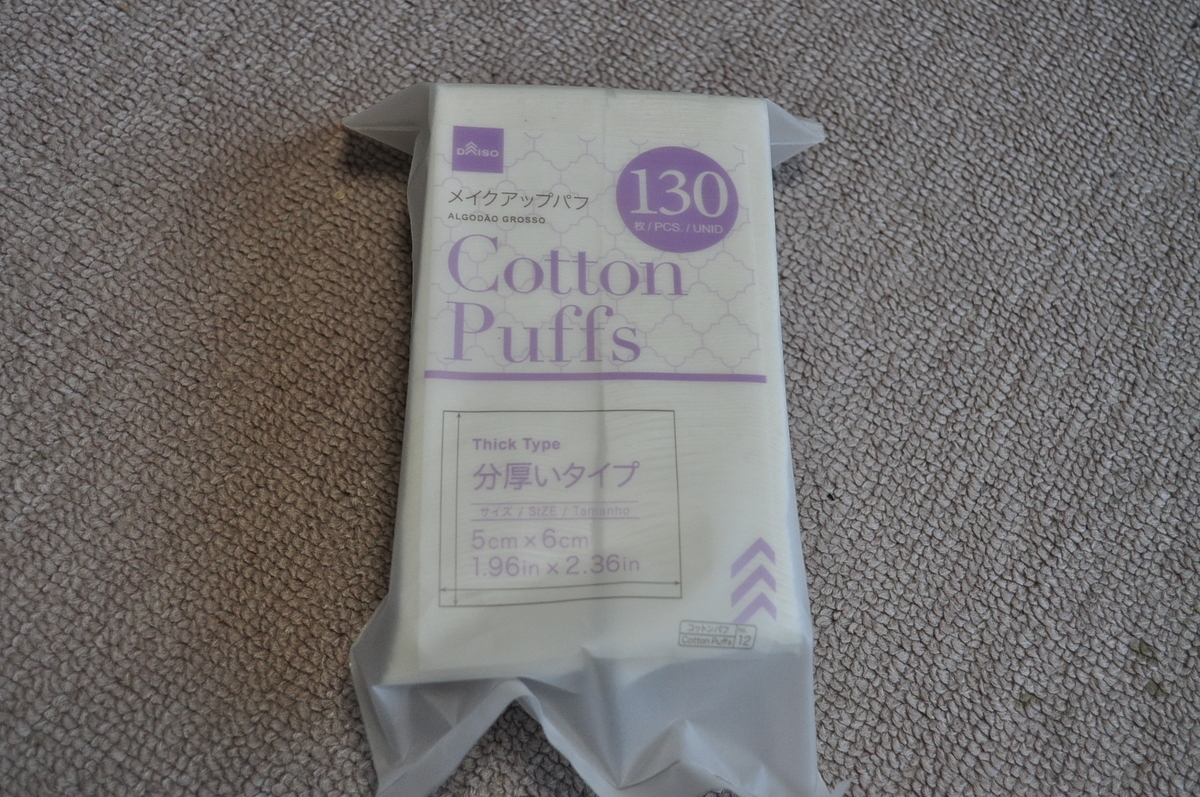 DAISO
メイクアップパフ
ALGODÃO GROSSO
130
枚 / PCS. / UNID
Cotton
Puffs
Thick Type
分厚いタイプ
サイズ / SIZE / Tamanho
5cm × 6cm
1.96in × 2.36in
コットンパフ
Cotton Puffs
No.
12